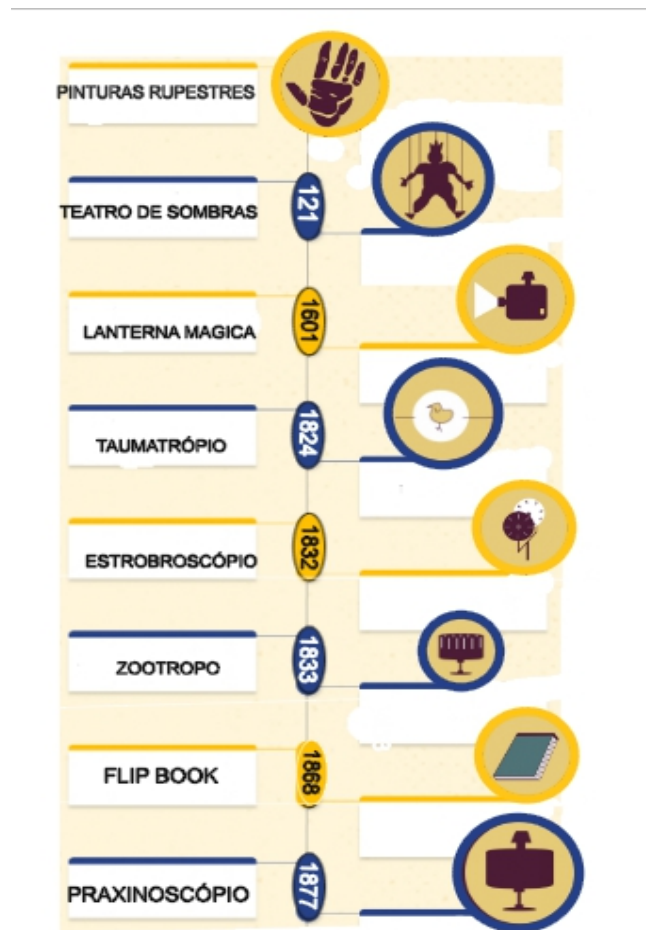 PINTURAS RUPESTRES
TEATRO DE SOMBRAS
121
LANTERNA MAGICA
1601
TAUMATRÓPIO
1824
ESTROBROSCÓPIO
1832
ZOOTROPO
1833
FLIP BOOK
1868
PRAXINOSCÓPIO
1877